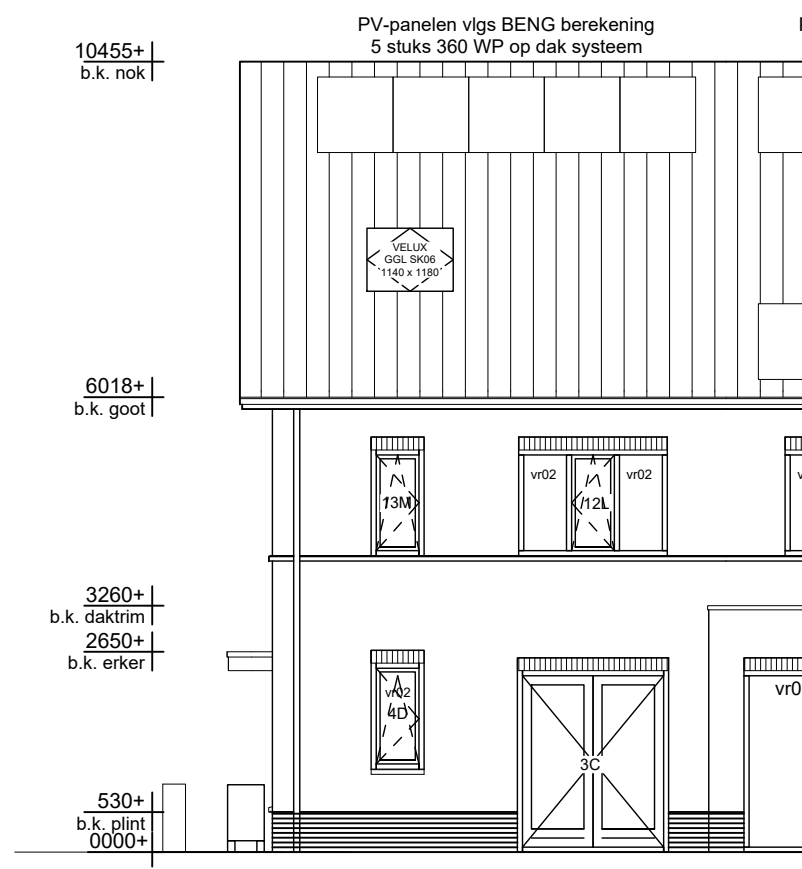 PV-panelen vlgs BENG berekening
5 stuks 360 WP op dak systeem
10455+
b.k. nok
VELUX
GGL SK06
1140 x 1180
6018+
b.k. goot
13M
vr02
12L
vr02
3260+
b.k. daktrim
2650+
b.k. erker
vr02
4D
3C
530+
b.k. plint
0000+